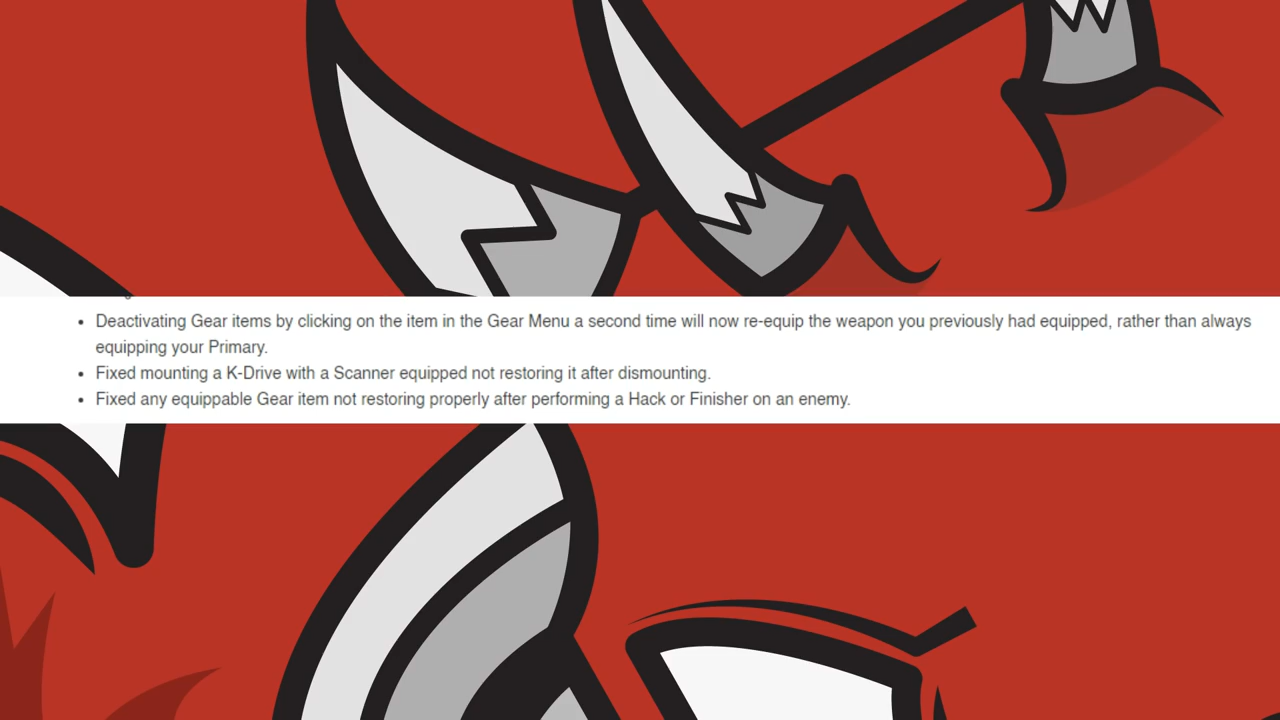 Deactivating Gear items by clicking on the item in the Gear Menu a second time will now re-equip the weapon you previously had equipped, rather than always
equipping your Primary.
Fixed mounting a K-Drive with a Scanner equipped not restoring it after dismounting.
Fixed any equippable Gear item not restoring properly after performing a Hack or Finisher on an enemy.